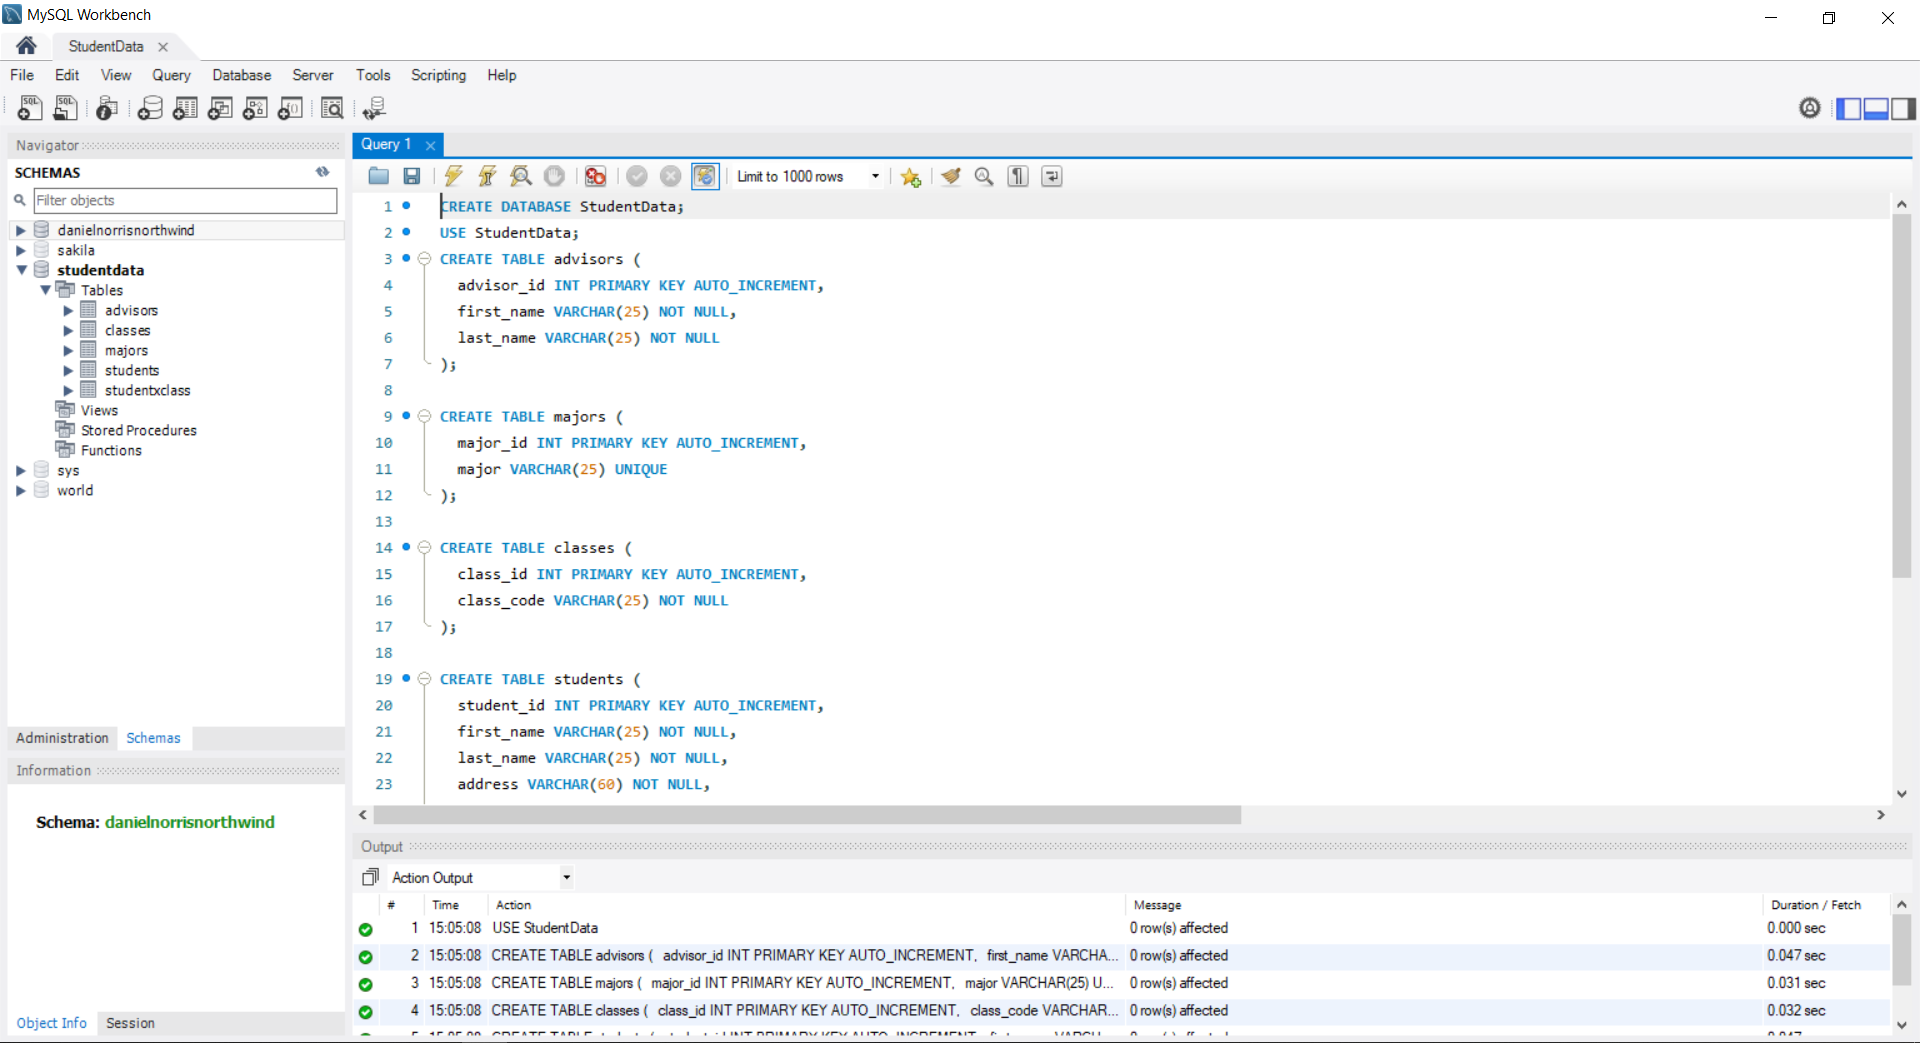 MySQL Workbench
StudentData
File Edit View Query Database Server Tools Scripting Help
Navigator
SCHEMAS
Filter objects
danielnorrisnorthwind
sakila
studentdata
Tables
advisors
classes
majors
students
studentxclass
Views
Stored Procedures
Functions
sys
world
Administration Schemas
Information
Schema: danielnorrisnorthwind
Object Info Session
Query 1
Limit to 1000 rows
1 CREATE DATABASE StudentData;
2 USE StudentData;
3 CREATE TABLE advisors (
4 advisor_id INT PRIMARY KEY AUTO_INCREMENT,
5 first_name VARCHAR(25) NOT NULL,
6 last_name VARCHAR(25) NOT NULL
7 );
8
9 CREATE TABLE majors (
10 major_id INT PRIMARY KEY AUTO_INCREMENT,
11 major VARCHAR(25) UNIQUE
12 );
13
14 CREATE TABLE classes (
15 class_id INT PRIMARY KEY AUTO_INCREMENT,
16 class_code VARCHAR(25) NOT NULL
17 );
18
19 CREATE TABLE students (
20 student_id INT PRIMARY KEY AUTO_INCREMENT,
21 first_name VARCHAR(25) NOT NULL,
22 last_name VARCHAR(25) NOT NULL,
23 address VARCHAR(60) NOT NULL,
Output
Action Output
# Time Action Message Duration / Fetch
1 15:05:08 USE StudentData 0 row(s) affected 0.000 sec
2 15:05:08 CREATE TABLE advisors ( advisor_id INT PRIMARY KEY AUTO_INCREMENT, first_name VARCHA... 0 row(s) affected 0.047 sec
3 15:05:08 CREATE TABLE majors ( major_id INT PRIMARY KEY AUTO_INCREMENT, major VARCHAR(25) U... 0 row(s) affected 0.031 sec
4 15:05:08 CREATE TABLE classes ( class_id INT PRIMARY KEY AUTO_INCREMENT, class_code VARCHAR... 0 row(s) affected 0.032 sec